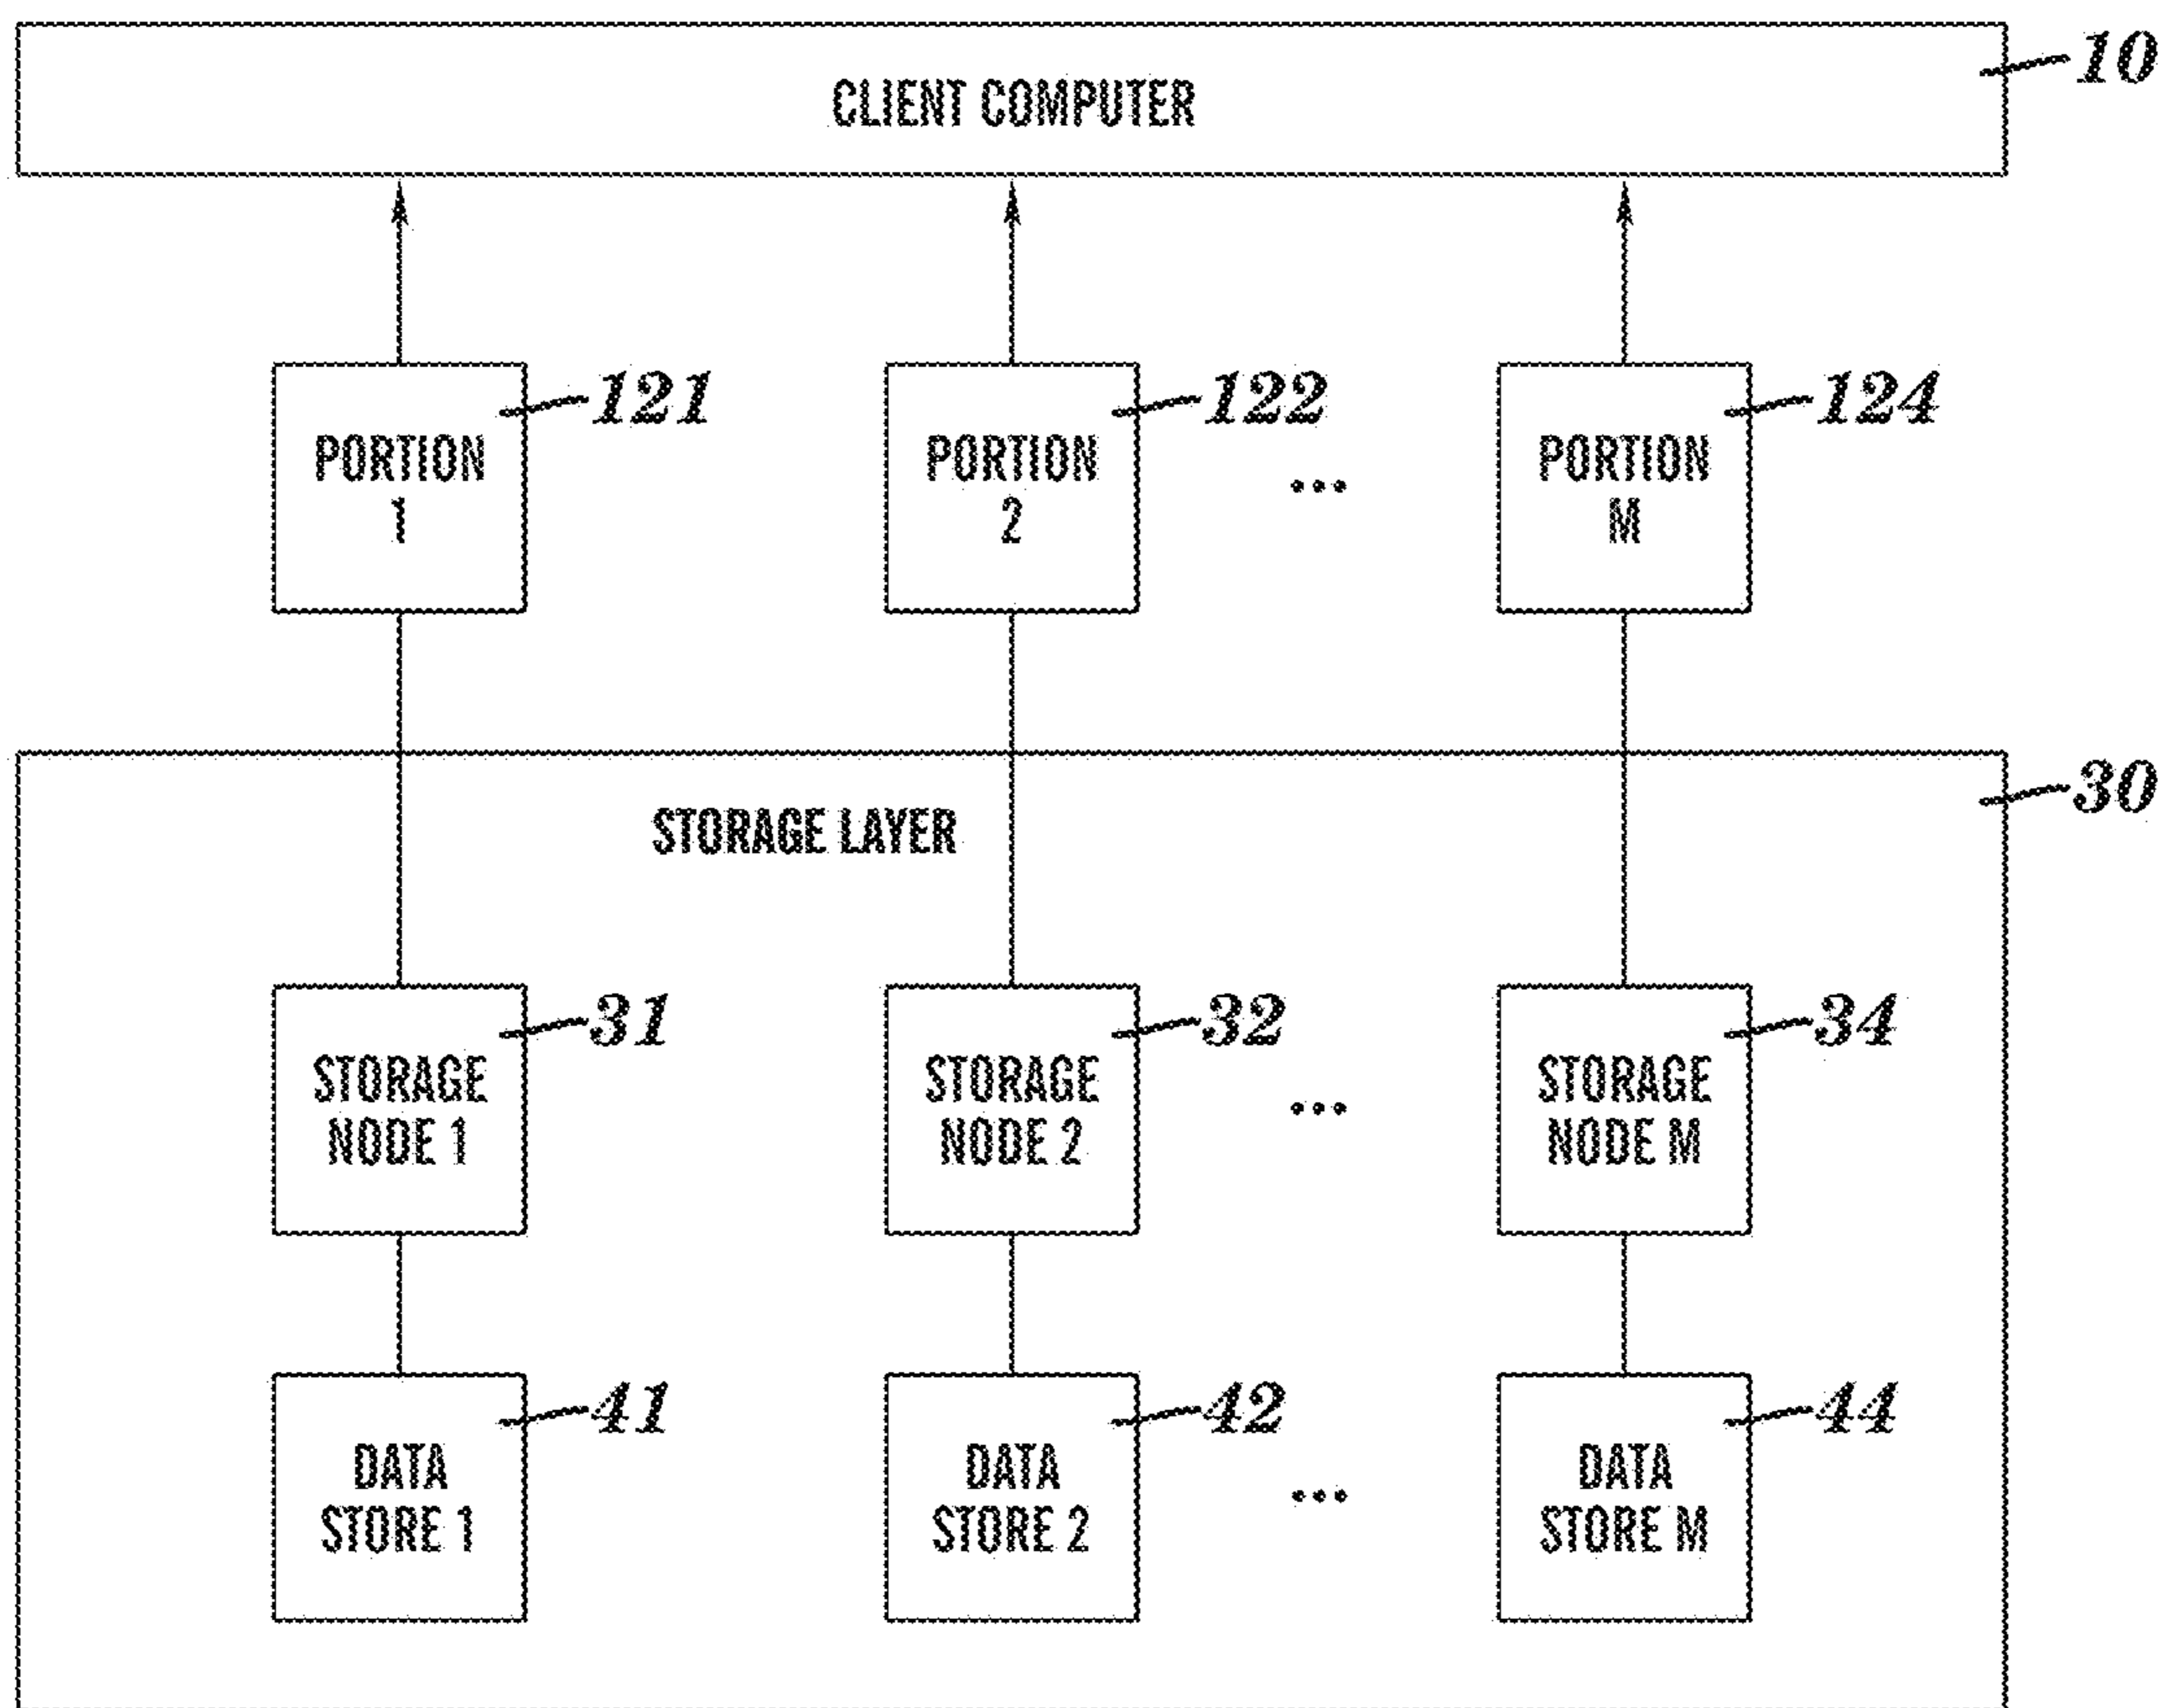 CLIENT COMPUTER
10
PORTION
1
121
PORTION
2
122
...
PORTION
M
124
STORAGE LAYER
30
STORAGE
NODE 1
31
STORAGE
NODE 2
32
...
STORAGE
NODE M
34
DATA
STORE 1
41
DATA
STORE 2
42
...
DATA
STORE M
44